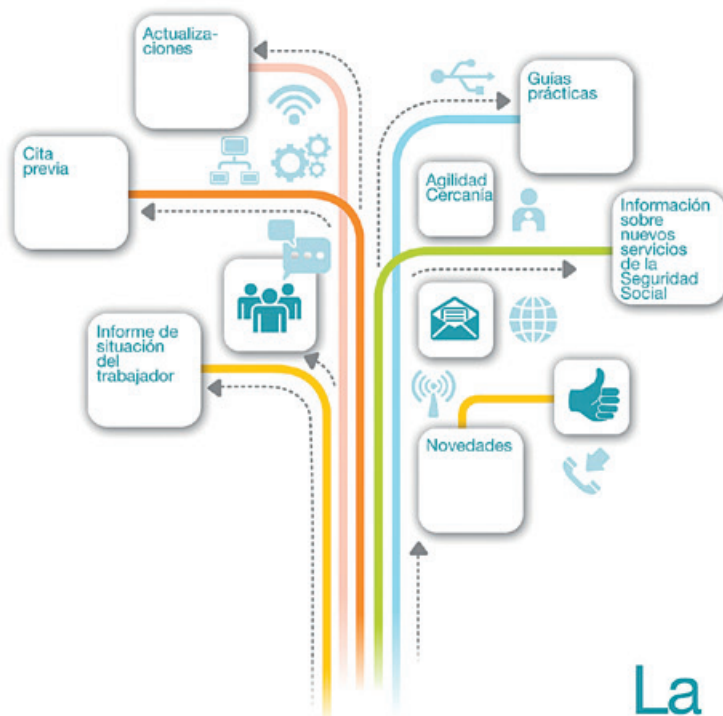 Actualiza-
ciones
Guías
prácticas
Cita
previa
Agilidad
Cercanía
Información
sobre
nuevos
servicios
de la
Seguridad
Social
Informe de
situación
del
trabajador
Novedades
La